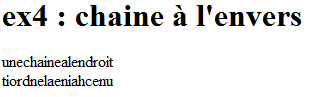 ex4 : chaine à l'envers
unechainealendroit
tiordnelaeniahcenu